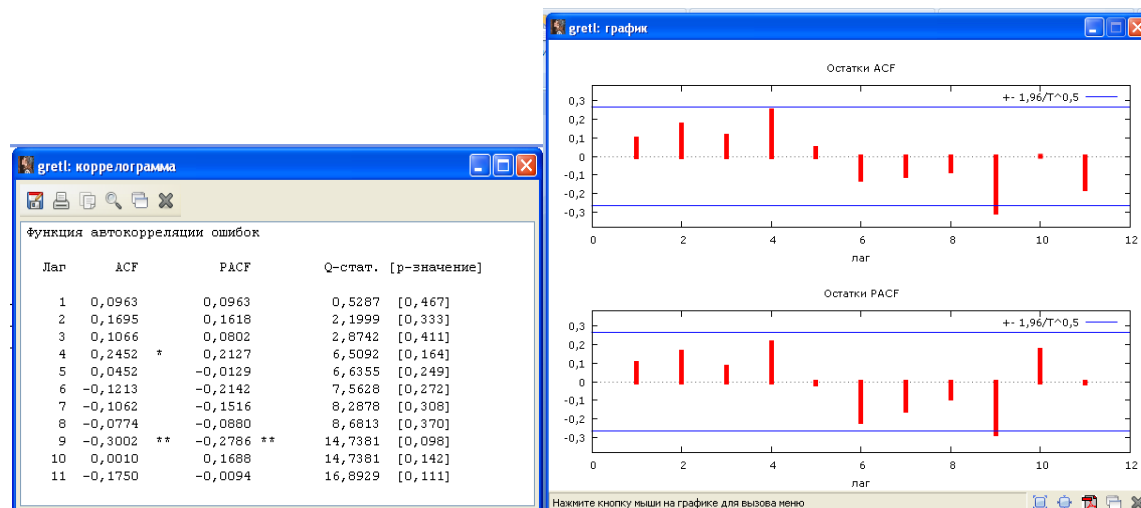 gretl: коррелограмма
Функция автокорреляции ошибок
Лаг ACF PACF Q-стат. [p-значение]
1 0,0963 0,0963 0,5287 [0,467]
2 0,1695 0,1618 2,1999 [0,333]
3 0,1066 0,0802 2,8742 [0,411]
4 0,2452 * 0,2127 6,5092 [0,164]
5 0,0452 -0,0129 6,6355 [0,249]
6 -0,1213 -0,2142 7,5628 [0,272]
7 -0,1062 -0,1516 8,2878 [0,308]
8 -0,0774 -0,0880 8,6813 [0,370]
9 -0,3002 ** -0,2786 ** 14,7381 [0,098]
10 0,0010 0,1688 14,7381 [0,142]
11 -0,1750 -0,0094 16,8929 [0,111]
gretl: график
Остатки ACF
+- 1,96/T^0,5
0,3
0,2
0,1
0
-0,1
-0,2
-0,3
0 2 4 6 8 10 12
лаг
Остатки PACF
+- 1,96/T^0,5
0,3
0,2
0,1
0
-0,1
-0,2
-0,3
0 2 4 6 8 10 12
лаг
Нажмите кнопку мыши на графике для вызова меню